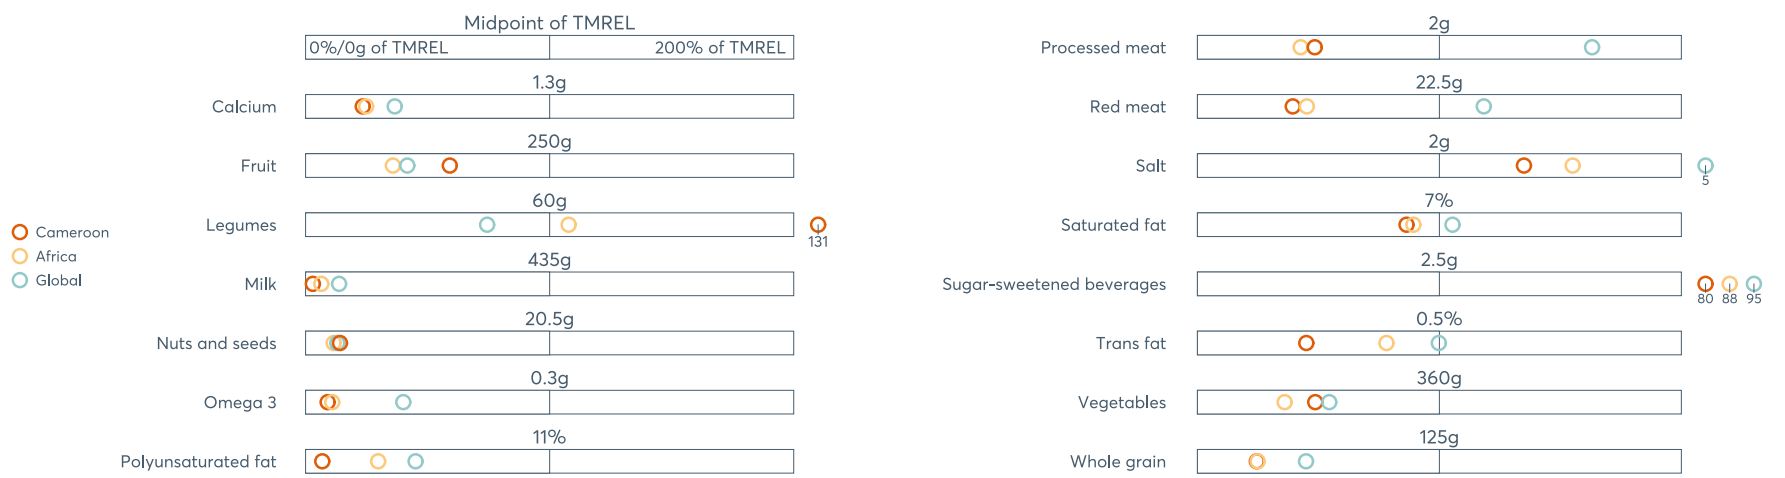 Midpoint of TMREL
0%/0g of TMREL 200% of TMREL
1.3g
Calcium
250g
Fruit
60g
Legumes
131
435g
Milk
20.5g
Nuts and seeds
0.3g
Omega 3
11%
Polyunsaturated fat
Cameroon
Africa
Global
2g
Processed meat
22.5g
Red meat
2g
Salt
5
7%
Saturated fat
2.5g
Sugar-sweetened beverages
80 88 95
0.5%
Trans fat
360g
Vegetables
125g
Whole grain